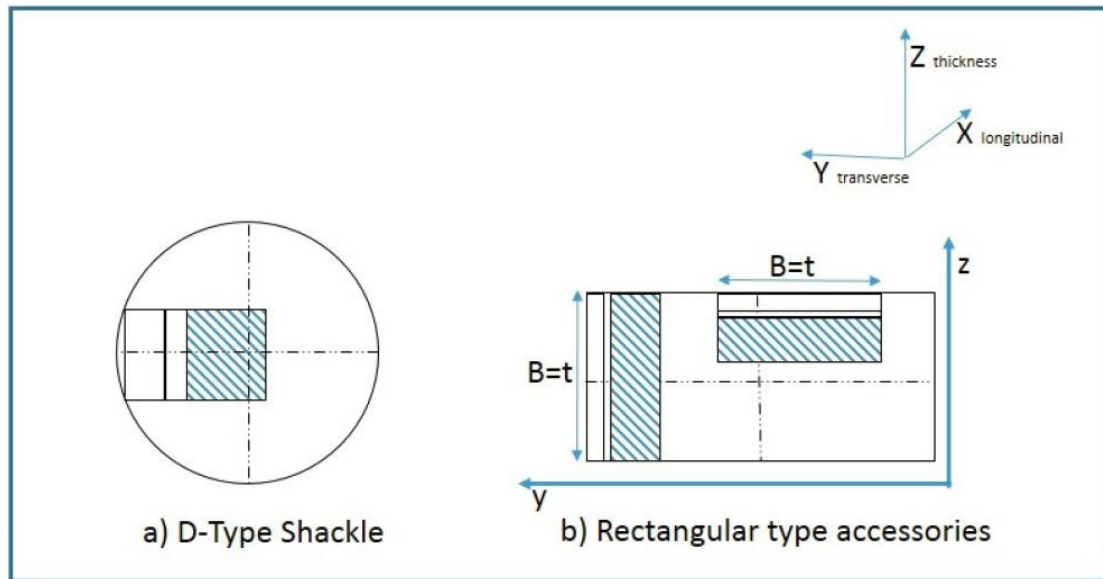 Z thickness
X longitudinal
Y transverse
B=t
z
B=t
y
a) D-Type Shackle
b) Rectangular type accessories